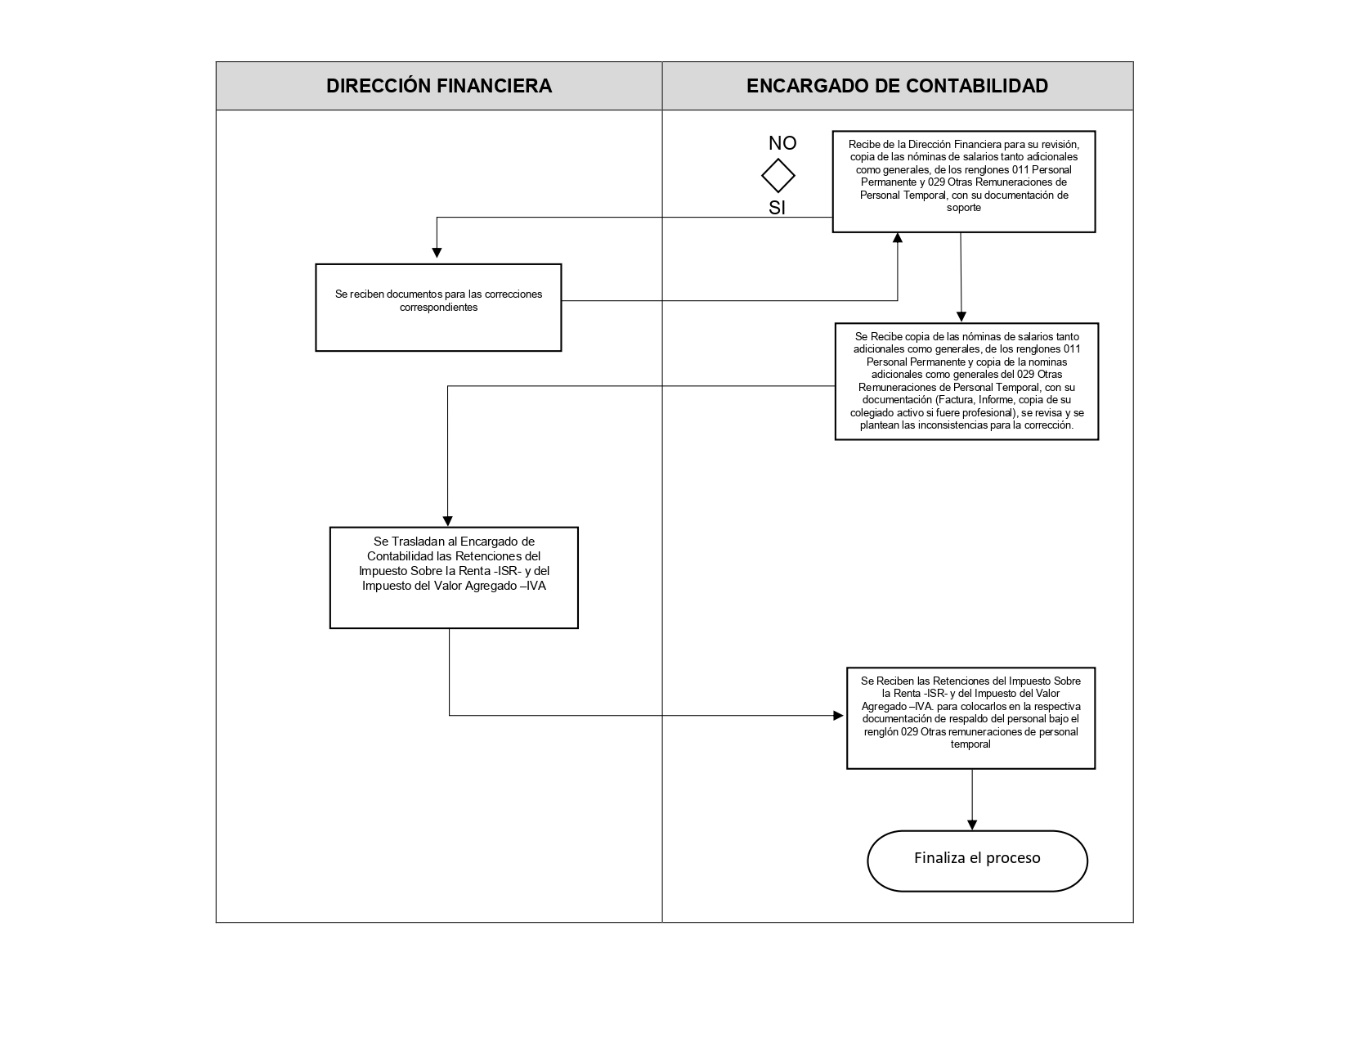 DIRECCIÓN FINANCIERA
ENCARGADO DE CONTABILIDAD
NO
SI
Recibe de la Dirección Financiera para su revisión,
copia de las nóminas de salarios tanto adicionales
como generales, de los renglones 011 Personal
Permanente y 029 Otras Remuneraciones de
Personal Temporal, con su documentación de
soporte
Se reciben documentos para las correcciones
correspondientes
Se Recibe copia de las nóminas de salarios tanto
adicionales como generales, de los renglones 011
Personal Permanente y copia de la nominas
adicionales como generales del 029 Otras
Remuneraciones de Personal Temporal, con su
documentación (Factura, Informe, copia de su
colegiado activo si fuere profesional), se revisa y se
plantean las inconsistencias para la corrección.
Se Trasladan al Encargado de
Contabilidad las Retenciones del
Impuesto Sobre la Renta -ISR- y del
Impuesto del Valor Agregado –IVA
Se Reciben las Retenciones del Impuesto Sobre
la Renta -ISR- y del Impuesto del Valor
Agregado –IVA. para colocarlos en la respectiva
documentación de respaldo del personal bajo el
renglón 029 Otras remuneraciones de personal
temporal
Finaliza el proceso